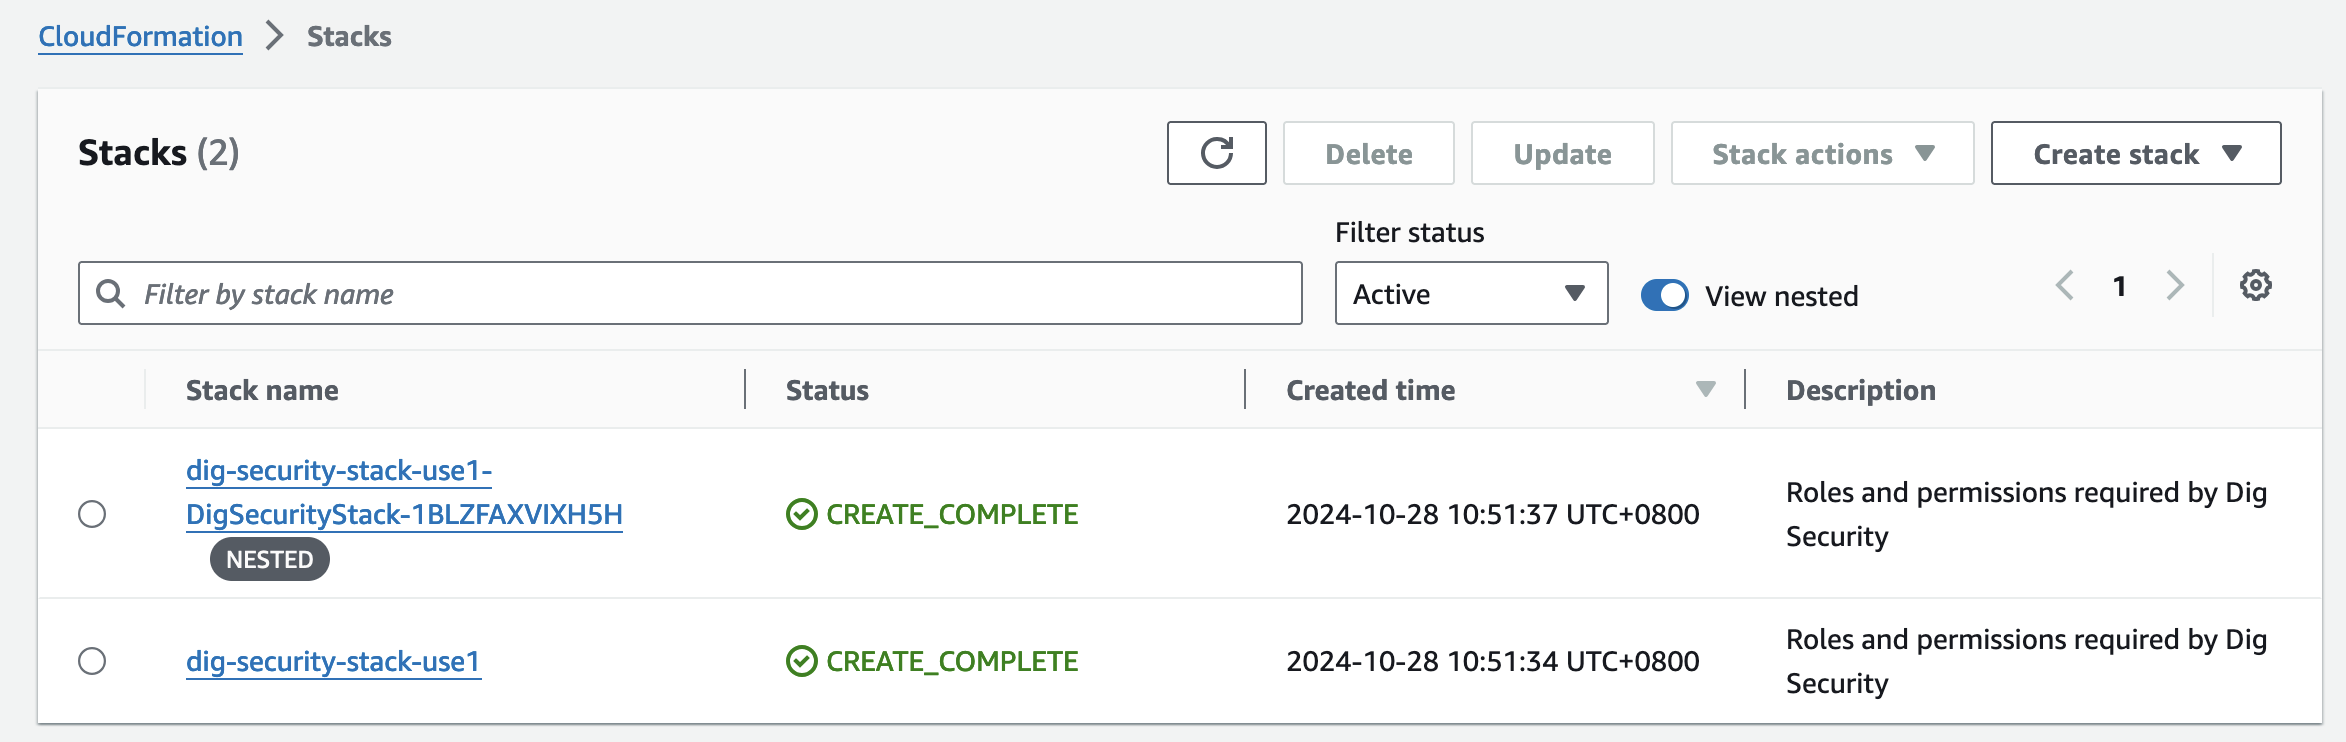 CloudFormation > Stacks
Stacks (2)
Delete
Update
Stack actions
Create stack
Filter by stack name
Filter status
Active
View nested
1
Stack name
Status
Created time
Description
dig-security-stack-use1-
DigSecurityStack-1BLZFAXVIXH5H
NESTED
CREATE_COMPLETE
2024-10-28 10:51:37 UTC+0800
Roles and permissions required by Dig
Security
dig-security-stack-use1
CREATE_COMPLETE
2024-10-28 10:51:34 UTC+0800
Roles and permissions required by Dig
Security